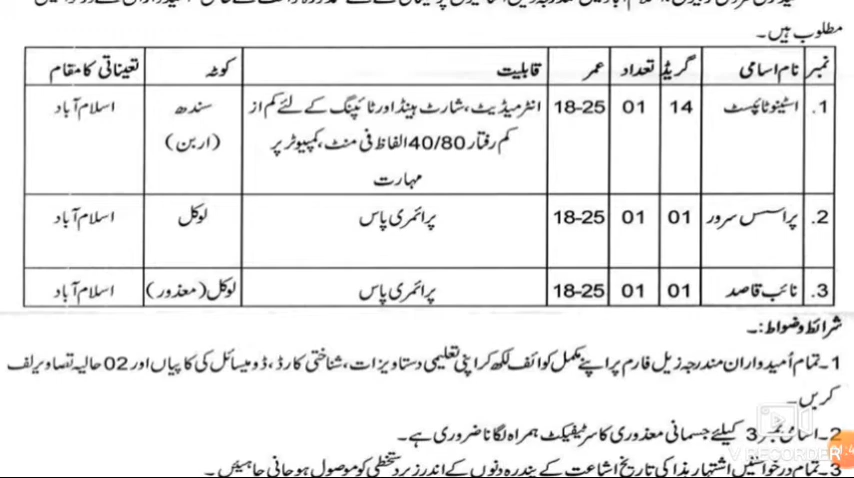 مطلوب ہیں۔
نمبر نام اسامی گریڈ تعداد عمر قابلیت کوٹہ تعیناتی کا مقام
1. اسٹینو ٹائپسٹ 14 01 18-25 انٹرمیڈیٹ، شارٹ ہینڈ اور ٹائپنگ کے لئے کم از سندھ اسلام آباد
کم رفتار 40/80 الفاظ فی منٹ، کمپیوٹر پر (اربن)
مہارت
2. پراسس سرور 01 01 18-25 پرائمری پاس لوکل اسلام آباد
3. نائب قاصد 01 01 18-25 پرائمری پاس لوکل (معذور) اسلام آباد
شرائط و ضوابط:۔
1۔ تمام اُمیدواران مندرجہ زیل فارم پر اپنے مکمل کوائف لکھ کر اپنی تعلیمی دستاویزات، شناختی کارڈ، ڈومیسائل کی کاپیاں اور 02 حالیہ تصاویر لف
کریں۔
2۔ اسامی نمبر 3 کیلئے جسمانی معذوری کا سرٹیفکیٹ ہمراہ لگانا ضروری ہے۔
3۔ تمام درخواستیں اشتہار ہذا کی تاریخ اشاعت کے پندرہ دنوں کے اندر زیر دستخطی کو موصول ہو جانی چاہئیں۔
V RECORDER